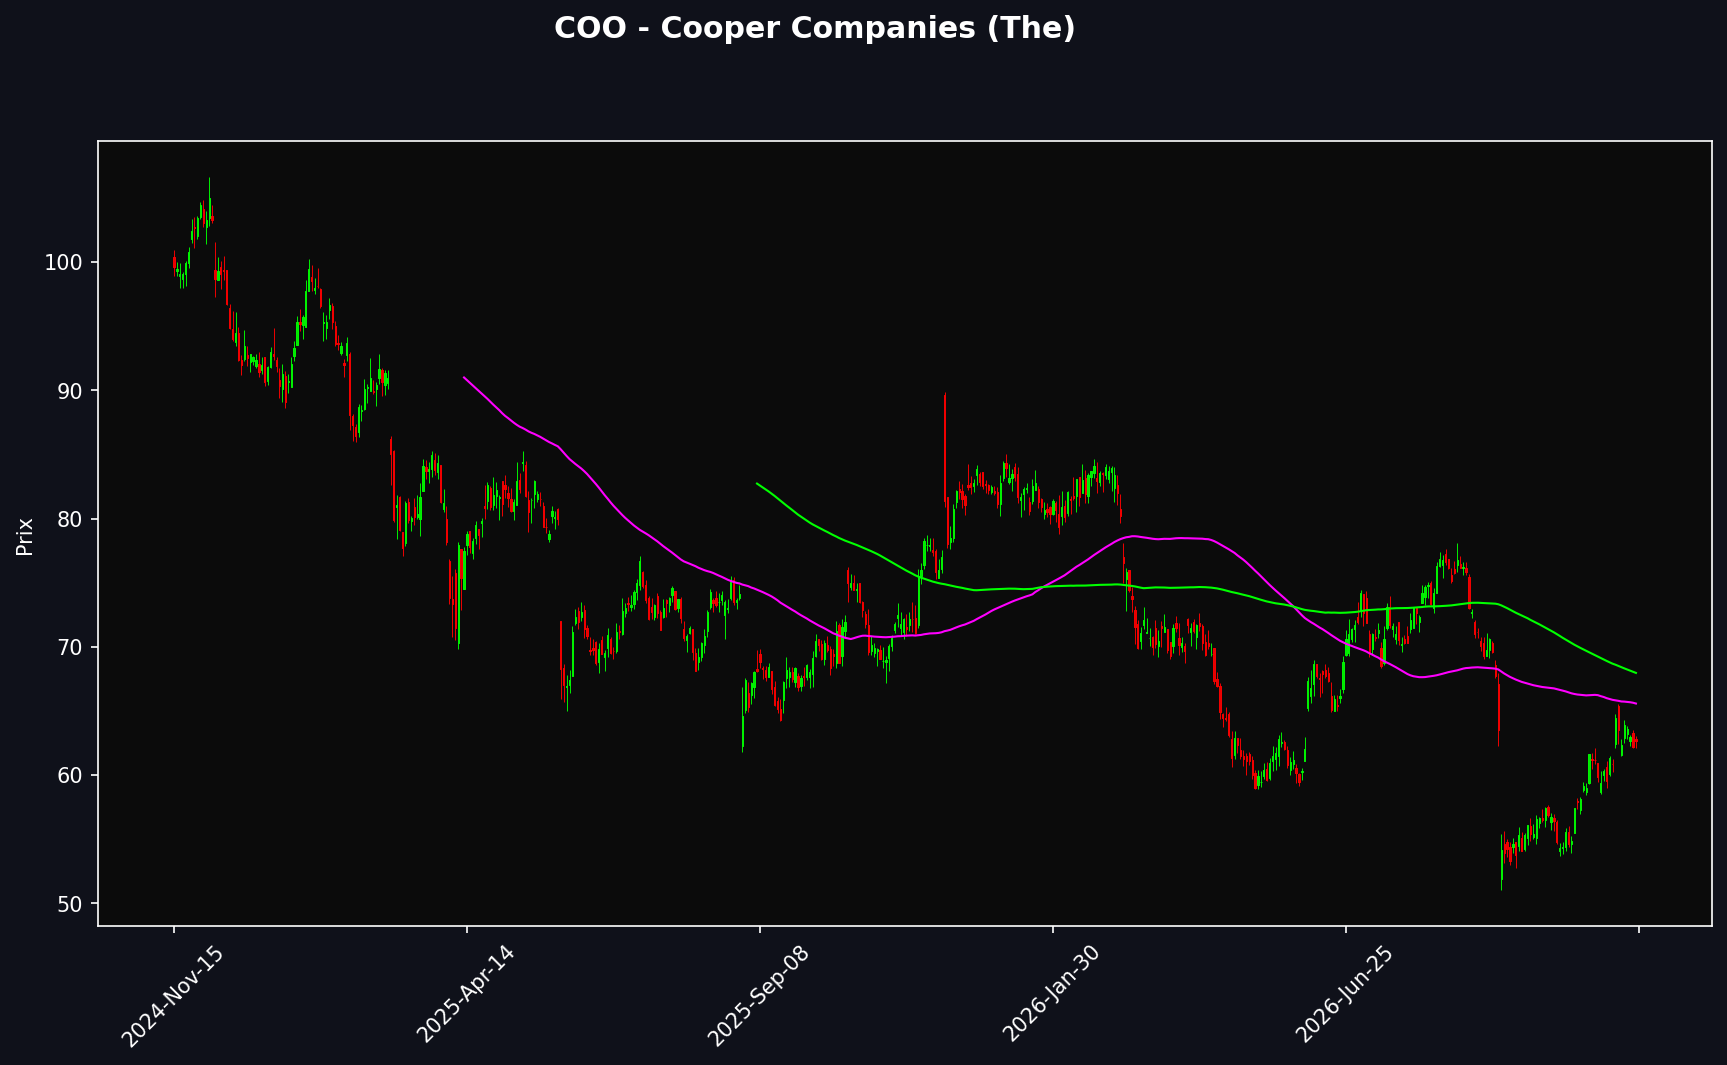 COO - Cooper Companies (The)
Prix
100
90
80
70
60
50
2024-Nov-15
2025-Apr-14
2025-Sep-08
2026-Jan-30
2026-Jun-25